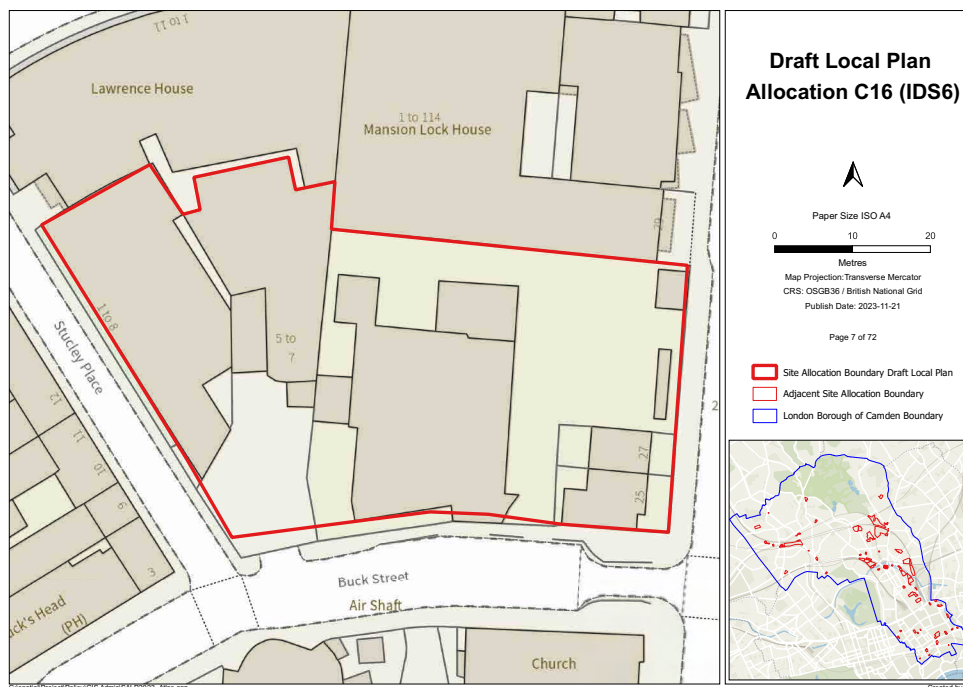 1 to 11
Lawrence House
1 to 114
Mansion Lock House
29
1 to 8
Stucley Place
5 to
7
12
11
10
9
3
27
25
2
Buck Street
Air Shaft
uck's Head
(PH)
Church
Draft Local Plan
Allocation C16 (IDS6)
Paper Size ISO A4
0 10 20
Metres
Map Projection:Transverse Mercator
CRS: OSGB36 / British National Grid
Publish Date: 2023-11-21
Page 7 of 72
Site Allocation Boundary Draft Local Plan
Adjacent Site Allocation Boundary
London Borough of Camden Boundary